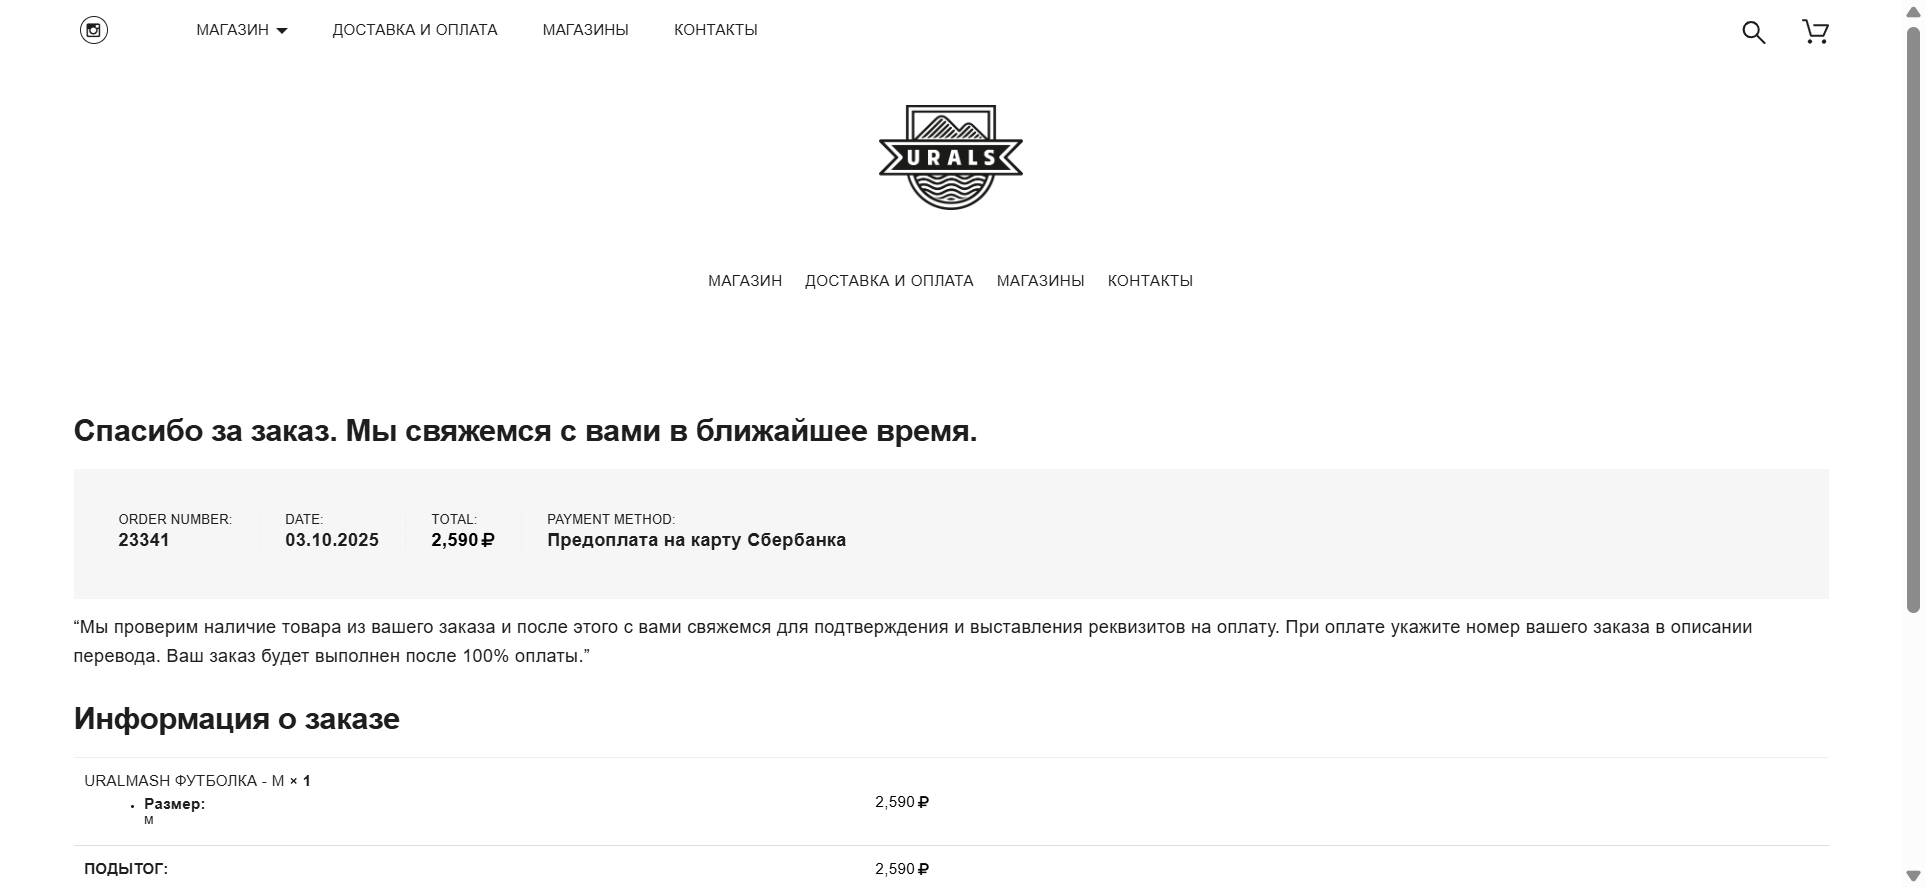 МАГАЗИН ДОСТАВКА И ОПЛАТА МАГАЗИНЫ КОНТАКТЫ
URALS
МАГАЗИН ДОСТАВКА И ОПЛАТА МАГАЗИНЫ КОНТАКТЫ
Спасибо за заказ. Мы свяжемся с вами в ближайшее время.
ORDER NUMBER: DATE: TOTAL: PAYMENT METHOD:
23341 03.10.2025 2,590 ₽ Предоплата на карту Сбербанка
“Мы проверим наличие товара из вашего заказа и после этого с вами свяжемся для подтверждения и выставления реквизитов на оплату. При оплате укажите номер вашего заказа в описании
перевода. Ваш заказ будет выполнен после 100% оплаты.”
Информация о заказе
URALMASH ФУТБОЛКА - M × 1
• Размер:
м
2,590 ₽
ПОДЫТОГ: 2,590 ₽